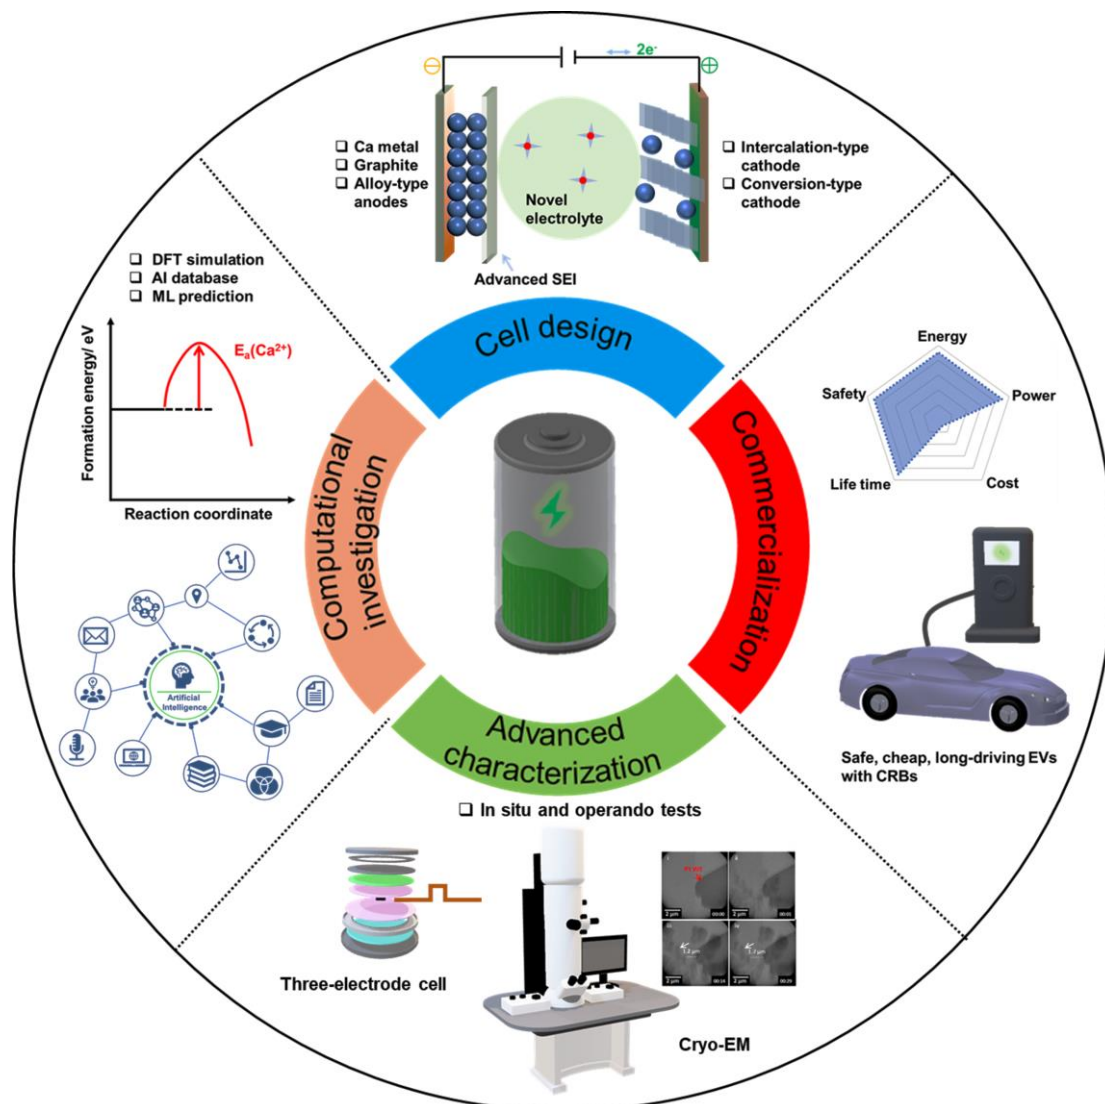 2e⁻
❑ Ca metal
❑ Graphite
❑ Alloy-type
anodes
Novel
electrolyte
❑ Intercalation-type
cathode
❑ Conversion-type
cathode
Advanced SEI
Cell design
❑ DFT simulation
❑ AI database
❑ ML prediction
Formation energy/ eV
Eₐ(Ca²⁺)
Reaction coordinate
Computational
investigation
Artificial
Intelligence
Commercialization
Energy
Safety
Power
Life time
Cost
Safe, cheap, long-driving EVs
with CRBs
Advanced
characterization
❑ In situ and operando tests
Three-electrode cell
Cryo-EM
2 µm
00:00
2 µm
2 µm
2 µm